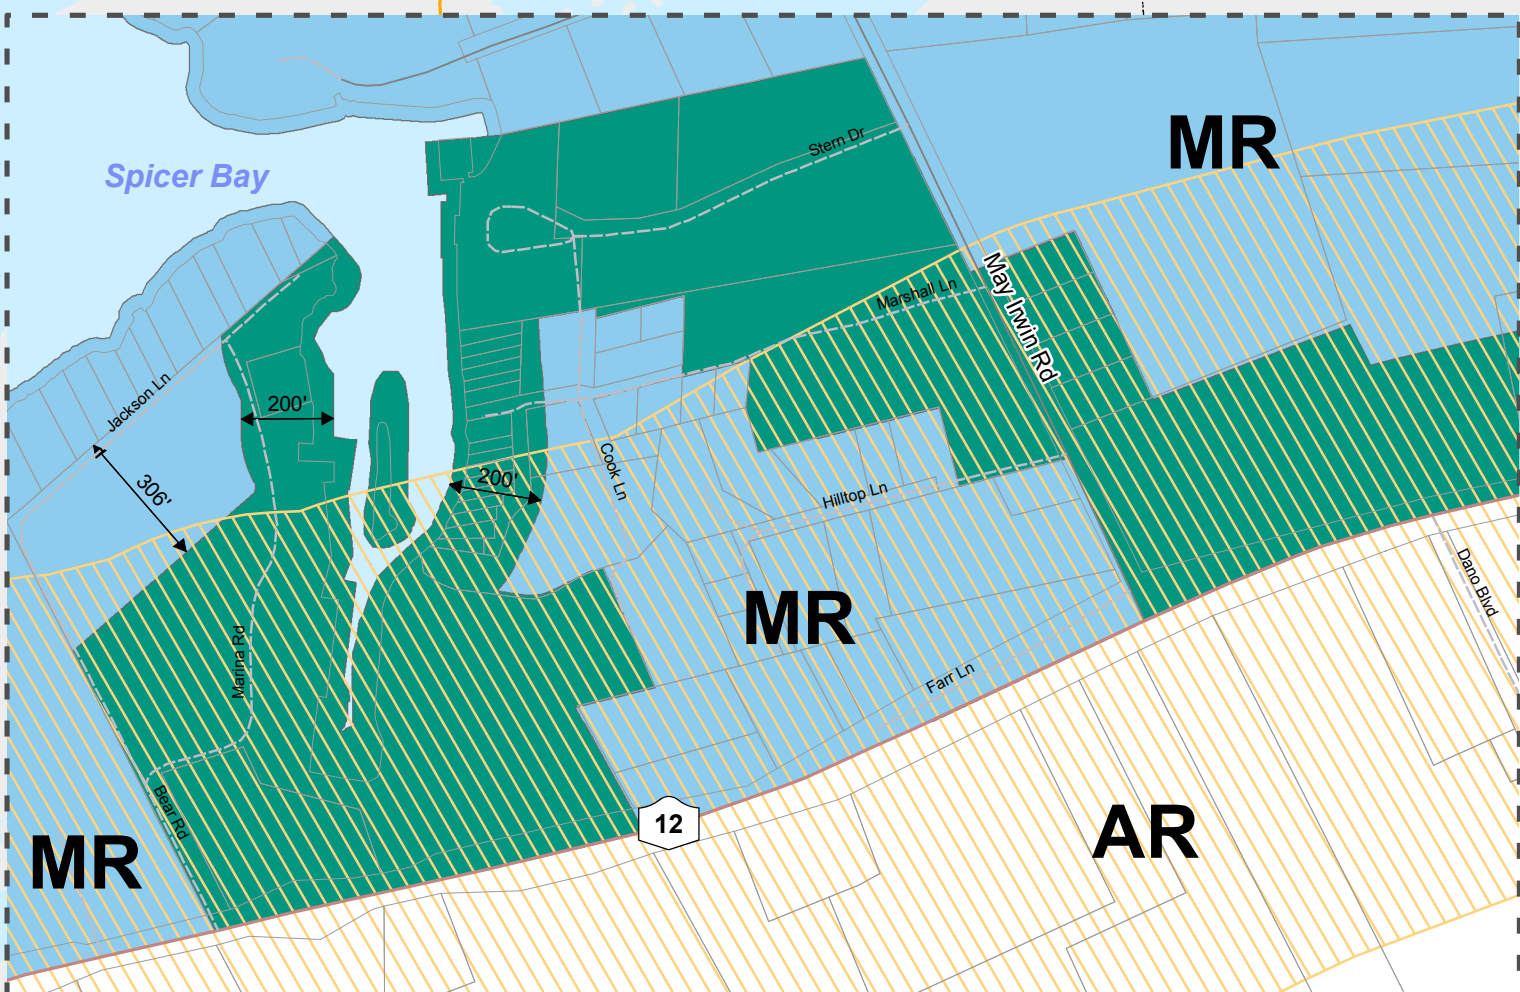 MR
Stern Dr
Spicer Bay
May Irwin Rd
Marshall Ln
Jackson Ln
200'
306'
200'
Cook Ln
Hilltop Ln
Dano Blvd
MR
Marina Rd
Farr Ln
Bear Rd
12
AR
MR